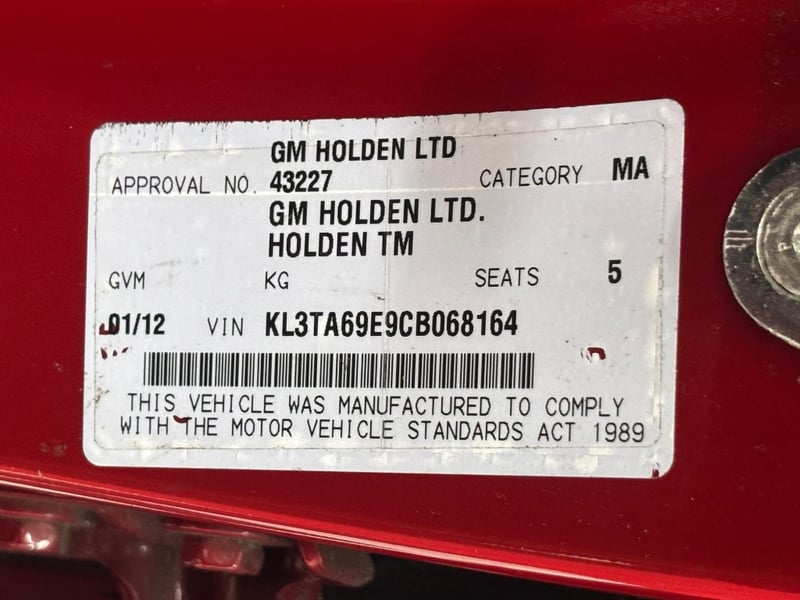 GM HOLDEN LTD
APPROVAL NO. 43227 CATEGORY MA
GM HOLDEN LTD.
HOLDEN TM
GVM KG SEATS 5
01/12 VIN KL3TA69E9CB068164
THIS VEHICLE WAS MANUFACTURED TO COMPLY
WITH THE MOTOR VEHICLE STANDARDS ACT 1989